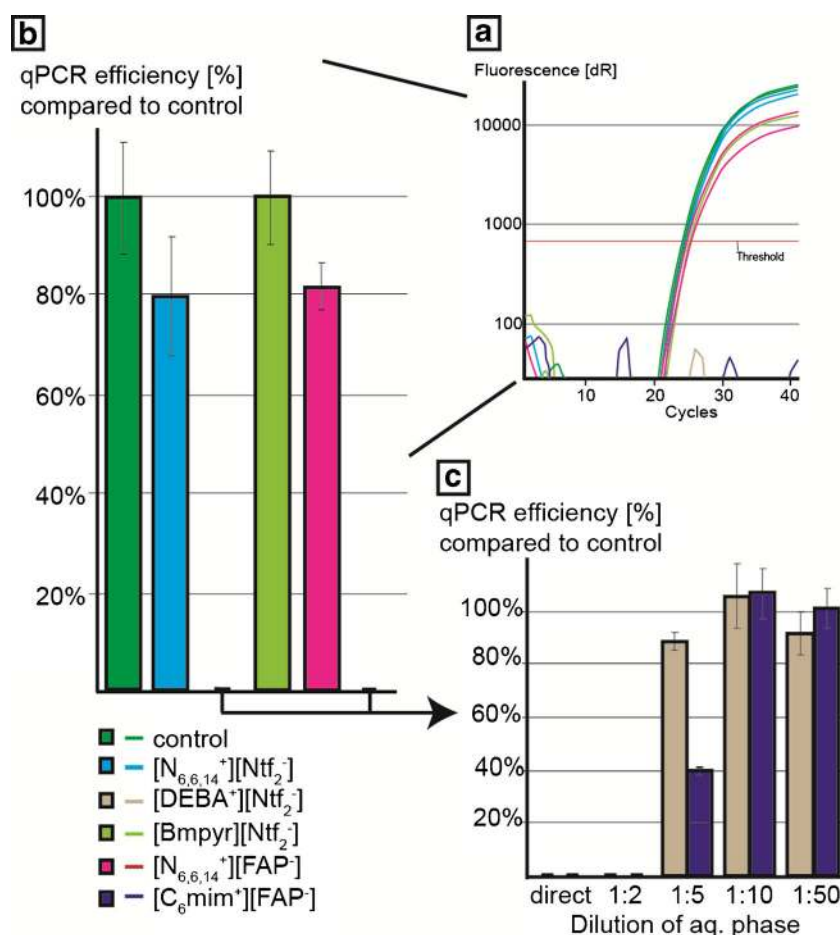 b
qPCR efficiency [%]
compared to control
100%
80%
60%
40%
20%
control
[N6,6,14+][Ntf2-]
[DEBA+][Ntf2-]
[Bmpyr][Ntf2-]
[N6,6,14+][FAP-]
[C6mim+][FAP-]
a
Fluorescence [dR]
10000
1000
Threshold
100
10 20 30 40
Cycles
c
qPCR efficiency [%]
compared to control
100%
80%
60%
40%
20%
direct 1:2 1:5 1:10 1:50
Dilution of aq. phase